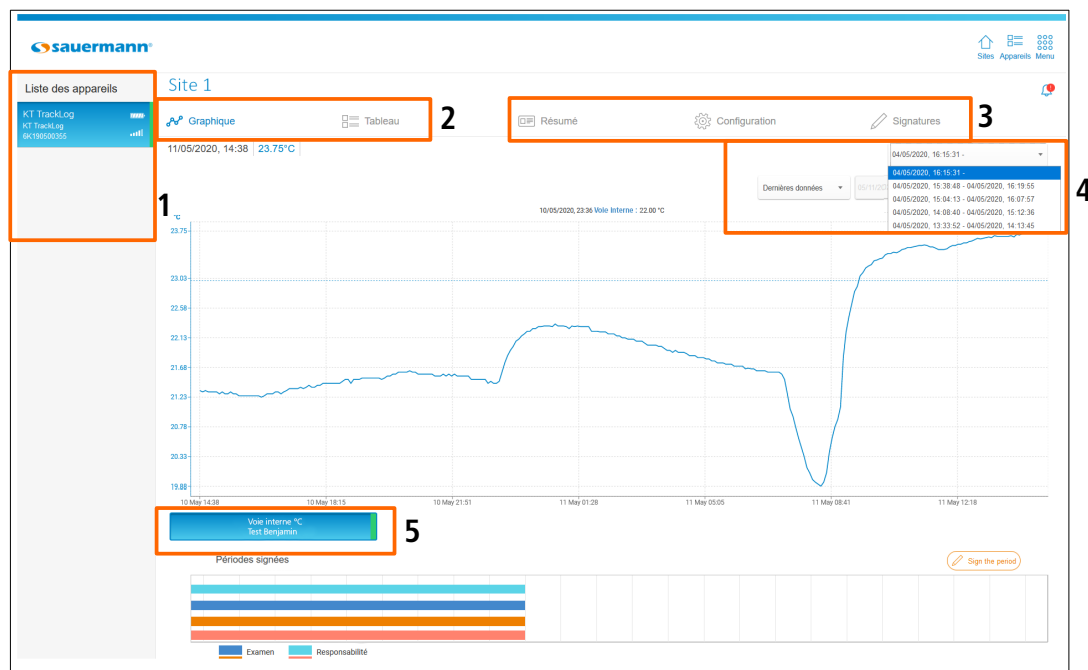 sauermann®
Sites Appareils Menu
Liste des appareils
Site 1
KT TrackLog
KT TrackLog
6K190500355
Graphique
Tableau
2
Résumé
Configuration
Signatures
3
11/05/2020, 14:38 23.75°C
04/05/2020, 16:15:31 -
04/05/2020, 16:15:31 -
04/05/2020, 15:38:48 - 04/05/2020, 16:19:55
04/05/2020, 15:04:13 - 04/05/2020, 16:07:57
04/05/2020, 14:08:40 - 04/05/2020, 15:12:36
04/05/2020, 13:33:52 - 04/05/2020, 14:13:45
4
Dernières données
1
°C
10/05/2020, 23:36 Voie Interne : 22.00 °C
23.75
23.03
22.58
22.13
21.68
21.23
20.78
20.33
19.88
10 May 14:38
10 May 18:15
10 May 21:51
11 May 01:28
11 May 05:05
11 May 08:41
11 May 12:18
Voie interne °C
Test Benjamin
5
Périodes signées
Sign the period
Examen
Responsabilité